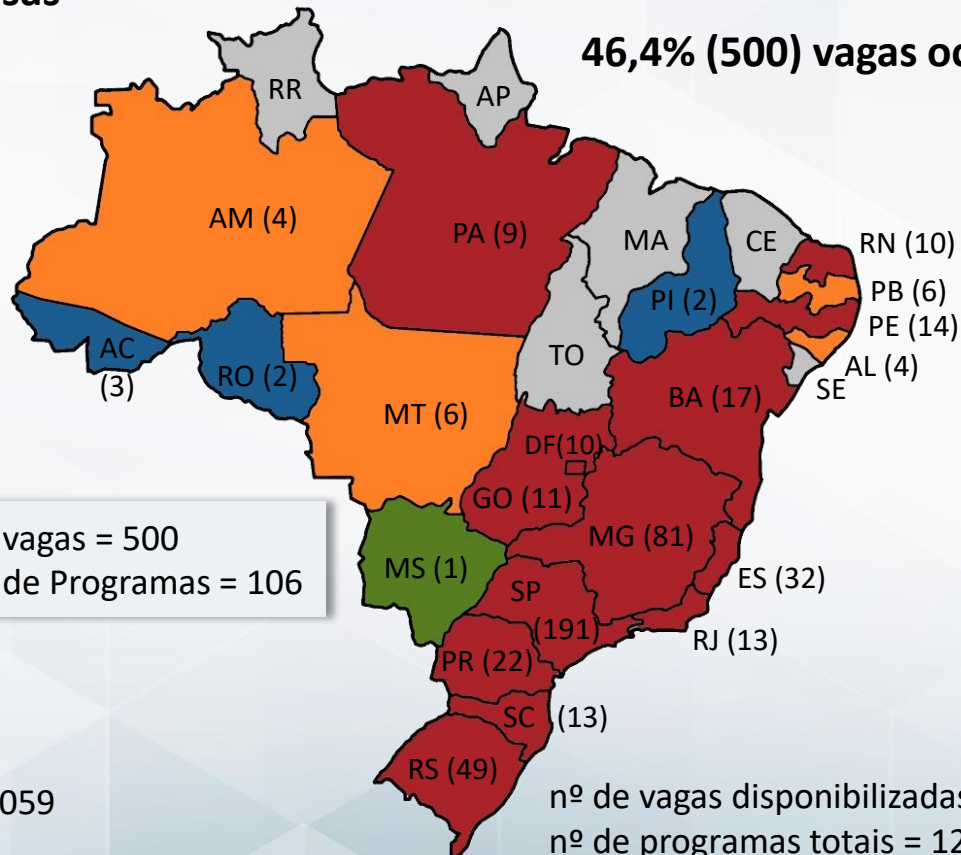 46,4% (500) vagas
RR
AP
AM (4)
PA (9)
MA
CE
RN (10)
PI (2)
PB (6)
PE (14)
AC
(3)
RO (2)
TO
AL (4)
SE
BA (17)
MT (6)
DF(10)
GO (11)
vagas = 500
de Programas = 106
MG (81)
MS (1)
ES (32)
SP
(191)
RJ (13)
PR (22)
SC (13)
RS (49)
059
nº de vagas disponibilizadas
nº de programas totais = 12